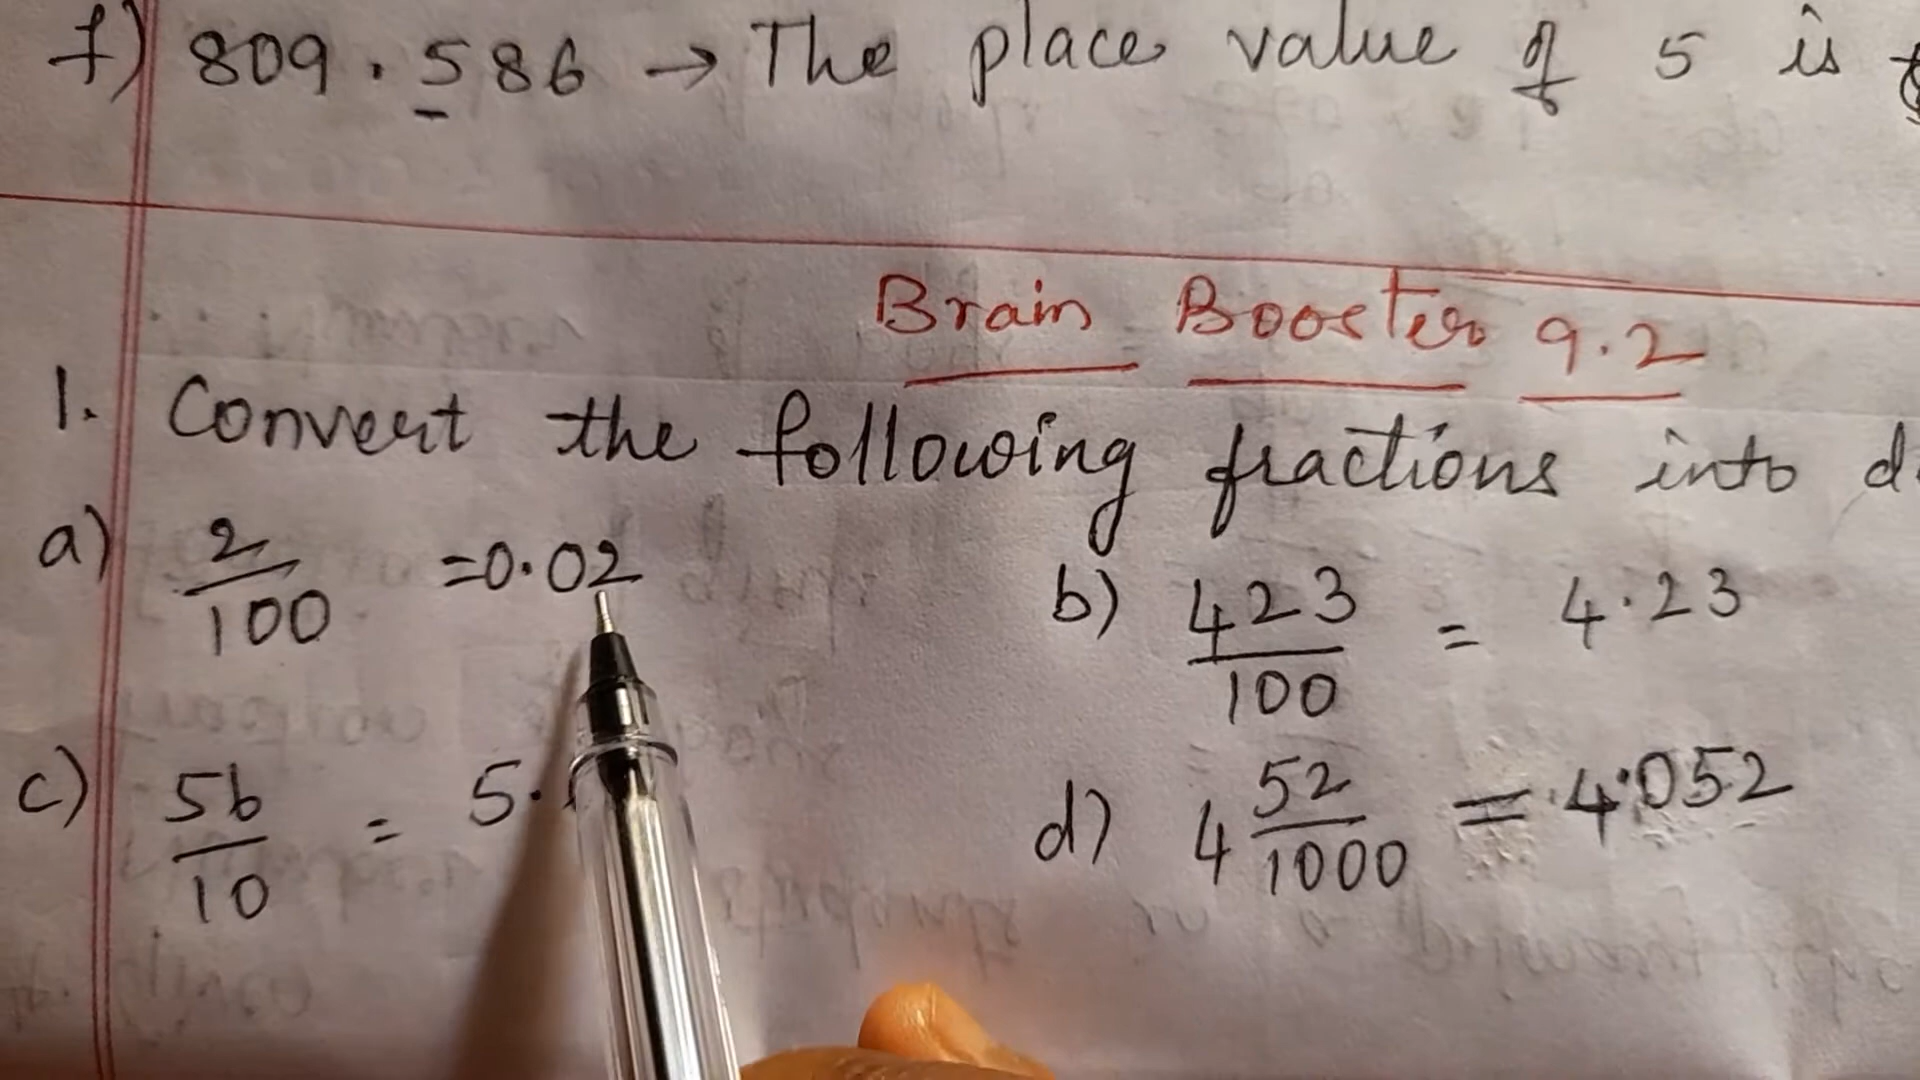 f) 809.586 → The place value of 5 is
Brain Booster 9.2
1. Convert the following fractions into
a) 2/100 = 0.02 b) 423/100 = 4.23
c) 56/10 = 5. d) 4 52/1000 = 4.052